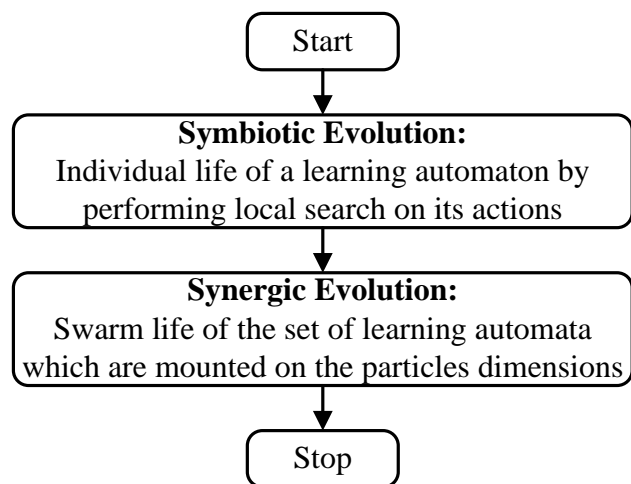 Start
Symbiotic Evolution:
Individual life of a learning automaton by
performing local search on its actions
Synergic Evolution:
Swarm life of the set of learning automata
which are mounted on the particles dimensions
Stop